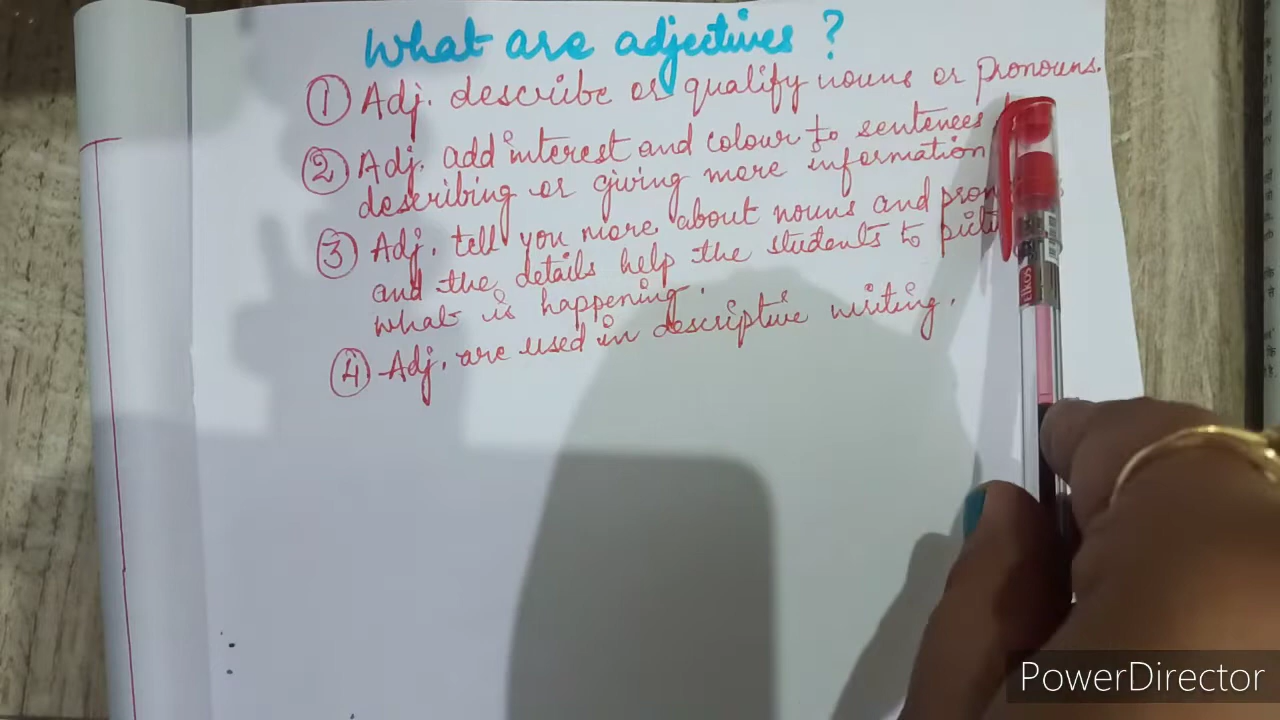 What are adjectives ?
① Adj. describe or qualify nouns or pronouns.
② Adj. add interest and colour to sentences
describing or giving more information
③ Adj. tell you more about nouns and
and the details help the students to
what is happening.
④ Adj. are used in descriptive writing.
elkos
PowerDirector